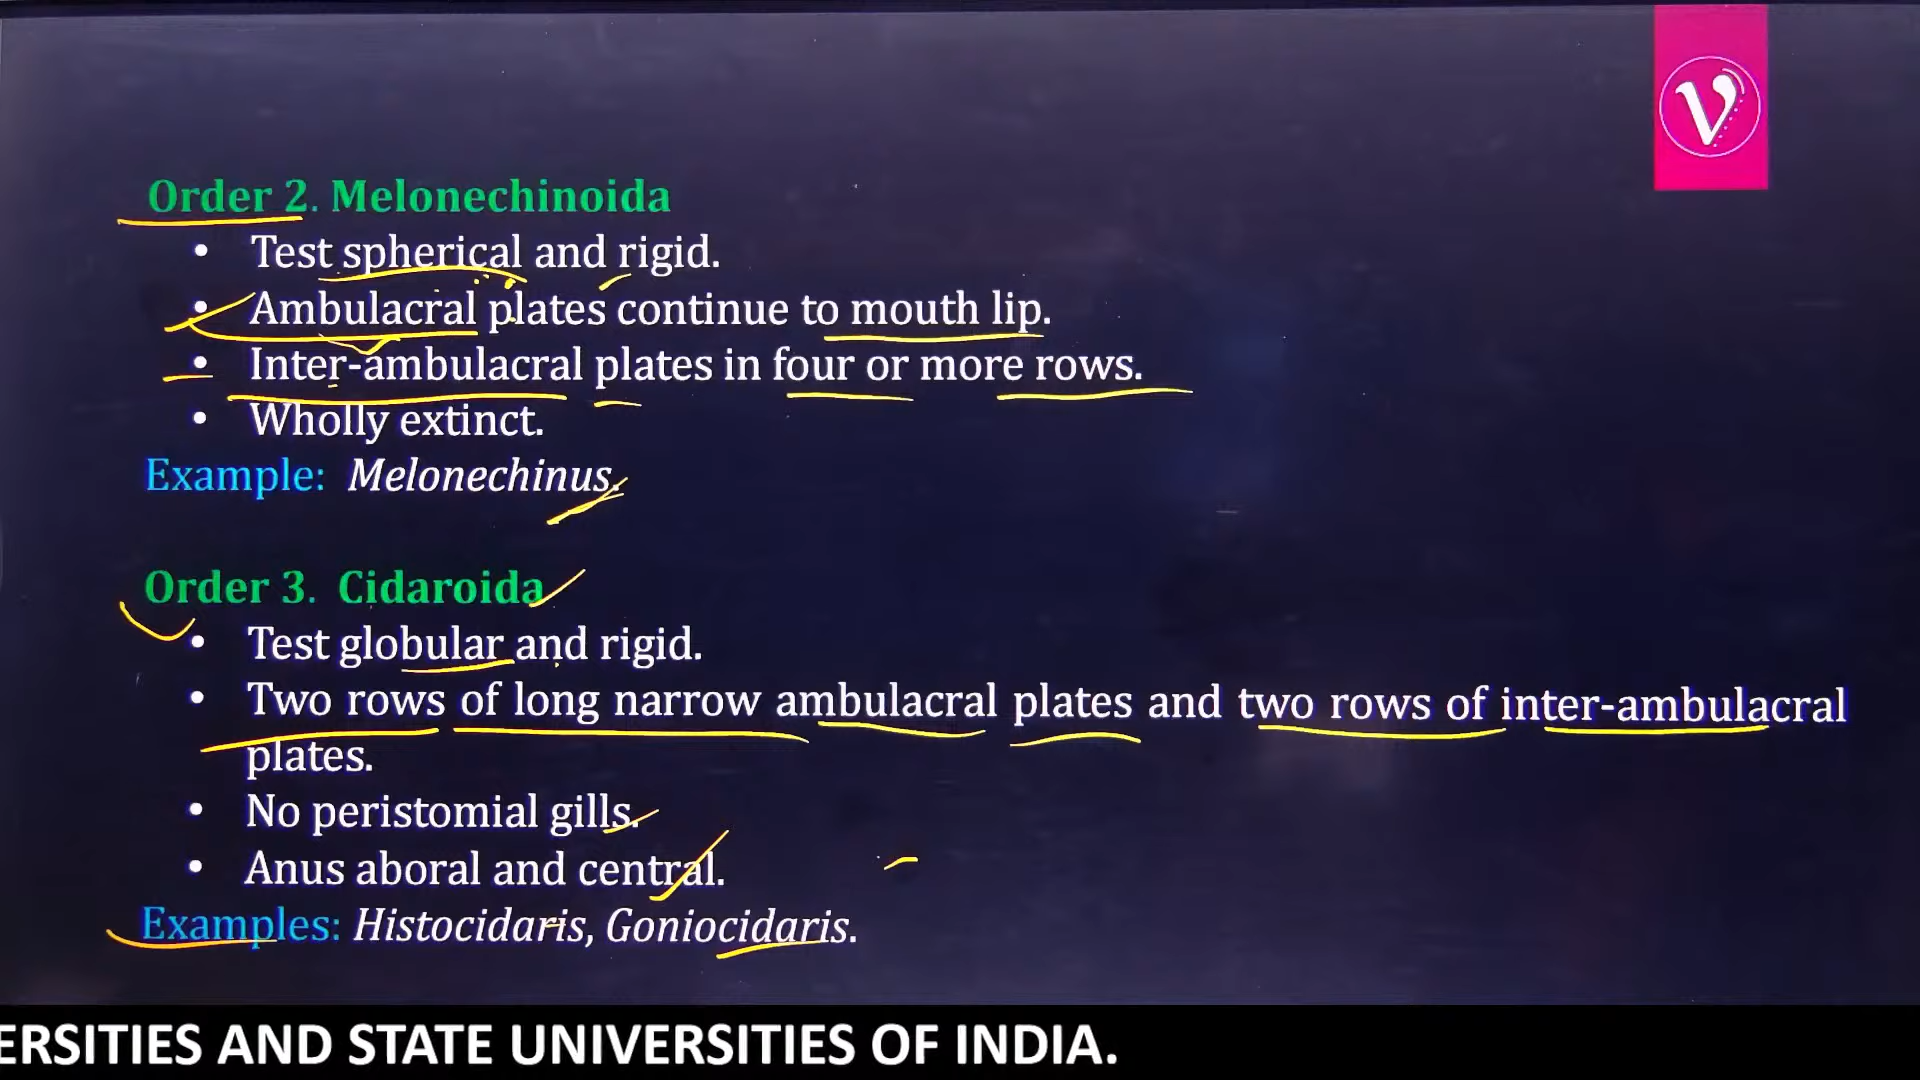 Order 2. Melonechinoida
• Test spherical and rigid.
• Ambulacral plates continue to mouth lip.
• Inter-ambulacral plates in four or more rows.
• Wholly extinct.
Example: Melonechinus.
Order 3. Cidaroida
• Test globular and rigid.
• Two rows of long narrow ambulacral plates and two rows of inter-ambulacral
plates.
• No peristomial gills.
• Anus aboral and central.
Examples: Histocidaris, Goniocidaris.
ERSITIES AND STATE UNIVERSITIES OF INDIA.